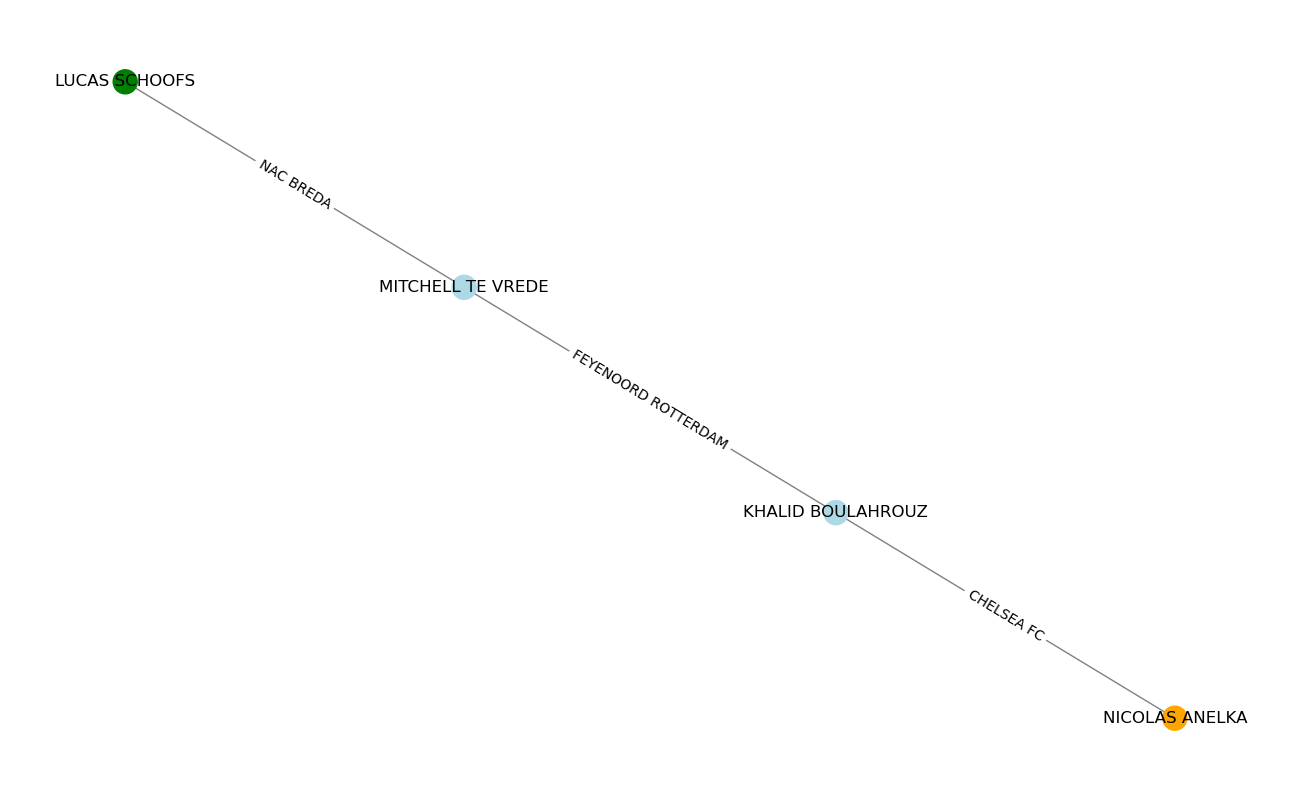 LUCAS SCHOOFS
NAC BREDA
MITCHELL TE VREDE
FEYENOORD ROTTERDAM
KHALID BOULAHROUZ
CHELSEA FC
NICOLAS ANELKA